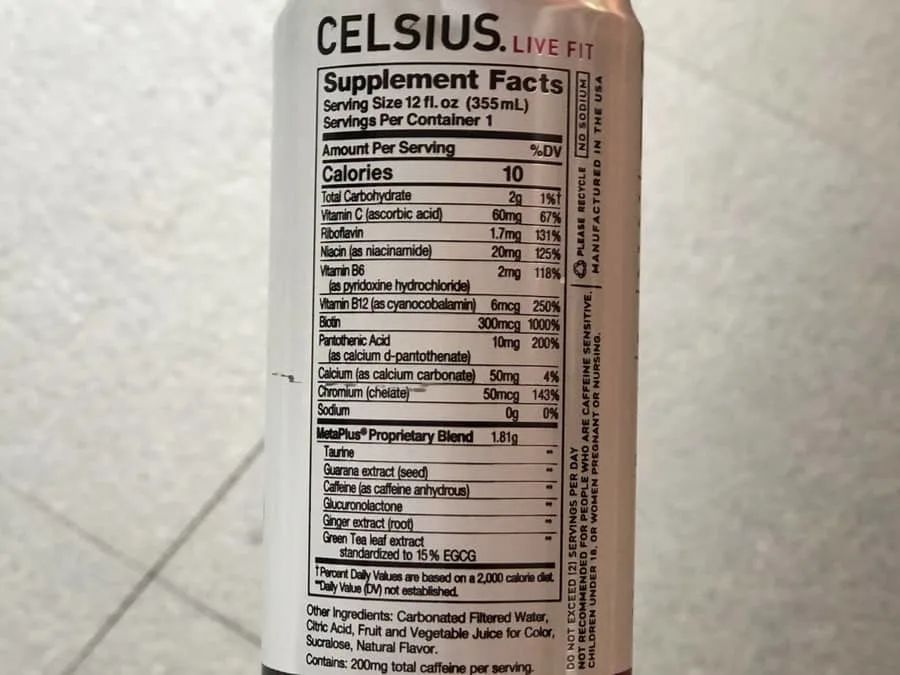 CELSIUS. LIVE FIT
Supplement Facts
Serving Size 12 fl. oz (355mL)
Servings Per Container 1
Amount Per Serving %DV
Calories 10
Total Carbohydrate 2g 1%†
Vitamin C (ascorbic acid) 60mg 67%
Riboflavin 1.7mg 131%
Niacin (as niacinamide) 20mg 125%
Vitamin B6 2mg 118%
(as pyridoxine hydrochloride)
Vitamin B12 (as cyanocobalamin) 6mcg 250%
Biotin 300mcg 1000%
Pantothenic Acid 10mg 200%
(as calcium d-pantothenate)
Calcium (as calcium carbonate) 50mg 4%
Chromium (chelate) 50mcg 143%
Sodium 0g 0%
MetaPlus® Proprietary Blend 1.81g
Taurine **
Guarana extract (seed) **
Caffeine (as caffeine anhydrous) **
Glucuronolactone **
Ginger extract (root) **
Green Tea leaf extract **
standardized to 15% EGCG
†Percent Daily Values are based on a 2,000 calorie diet.
**Daily Value (DV) not established.
Other Ingredients: Carbonated Filtered Water,
Citric Acid, Fruit and Vegetable Juice for Color,
Sucralose, Natural Flavor.
Contains: 200mg total caffeine per serving.
DO NOT EXCEED (2) SERVINGS PER DAY
NOT RECOMMENDED FOR PEOPLE WHO ARE CAFFEINE SENSITIVE,
CHILDREN UNDER 18, OR WOMEN PREGNANT OR NURSING.
PLEASE RECYCLE NO SODIUM
MANUFACTURED IN THE USA